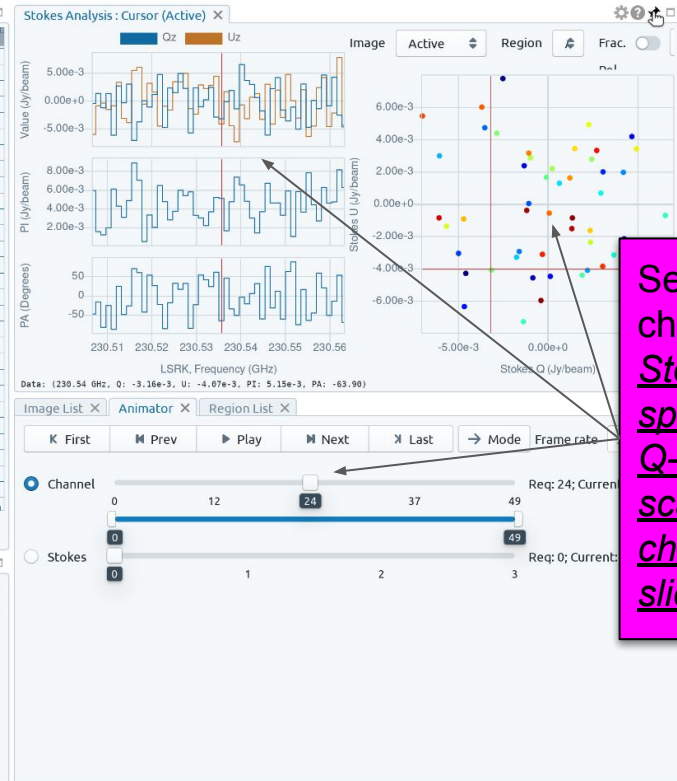 Stokes Analysis : Cursor (Active)
Qz Uz
Image Active Region Frac.
Value (Jy/beam)
5.00e-3
0.00e+0
-5.00e-3
PI (Jy/beam)
8.00e-3
6.00e-3
4.00e-3
2.00e-3
PA (Degrees)
50
0
-50
230.51 230.52 230.53 230.54 230.55 230.56
LSRK, Frequency (GHz)
Stokes U (Jy/beam)
6.00e-3
4.00e-3
2.00e-3
0.00e+0
-2.00e-3
-4.00e-3
-6.00e-3
-5.00e-3 0.00e+0
Stokes Q (Jy/beam)
Data: (230.54 GHz, Q: -3.16e-3, U: -4.07e-3, PI: 5.15e-3, PA: -63.90)
Image List Animator Region List
First Prev Play Next Last Mode Frame rate
Channel
0 12 24 37 49
Req: 24; Current
0 49
Stokes
0 1 2 3
Req: 0; Current: